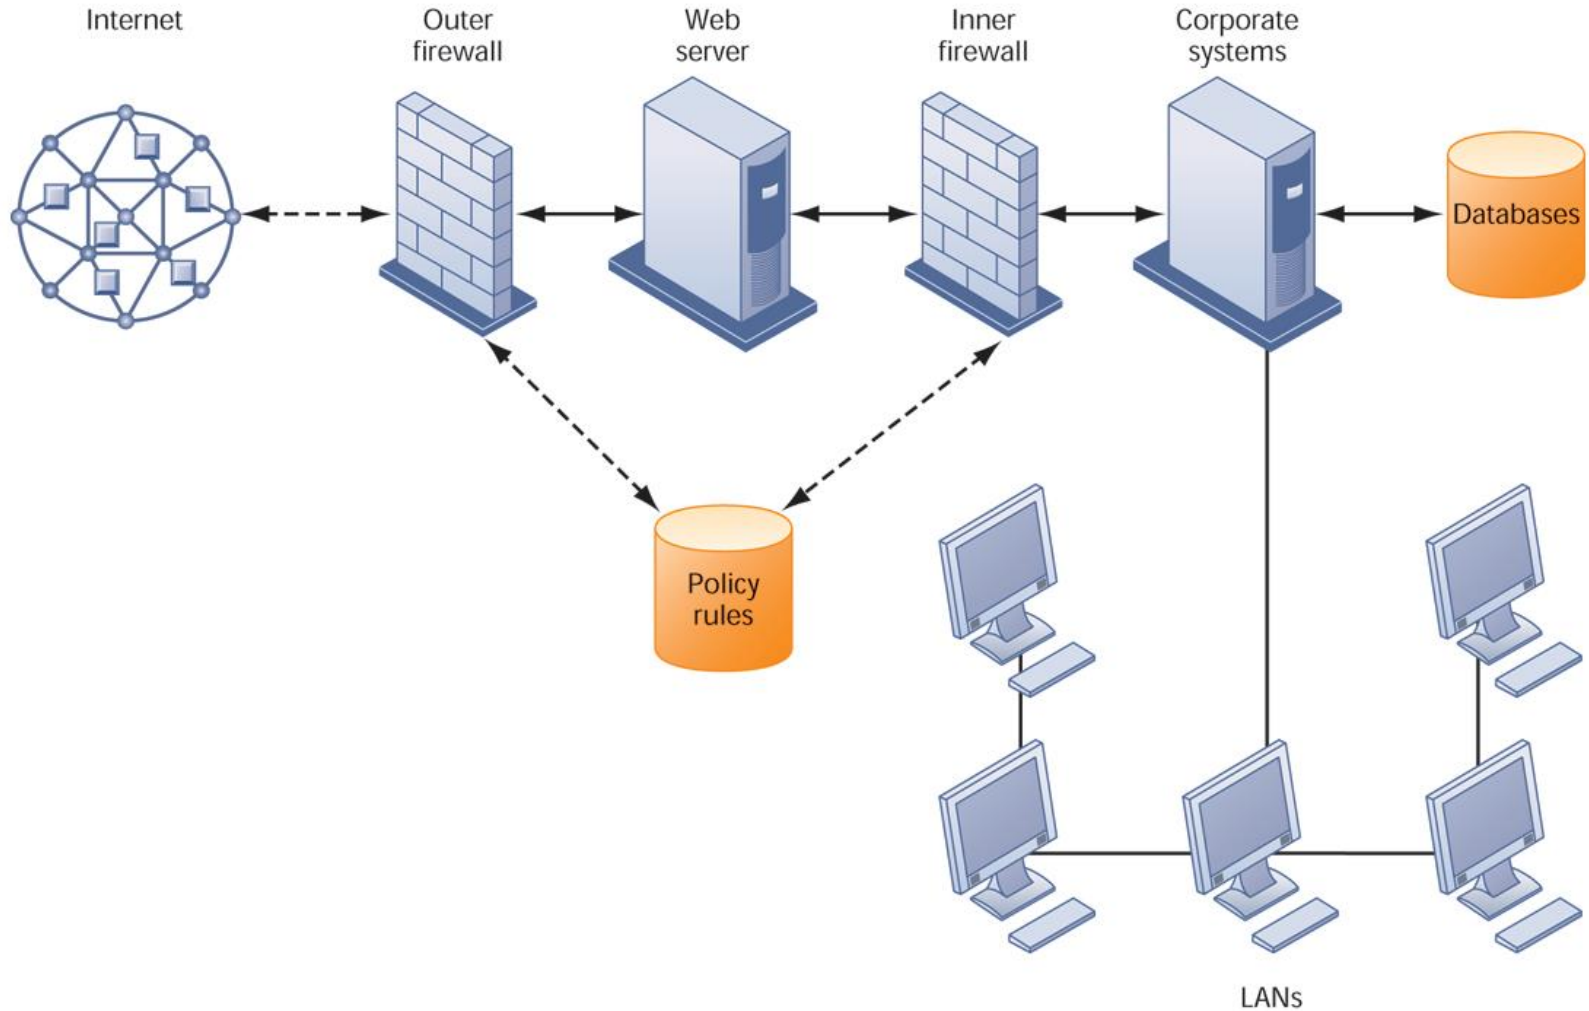 Internet
Outer
firewall
Web
server
Inner
firewall
Corporate
systems
Databases
Policy
rules
LANs